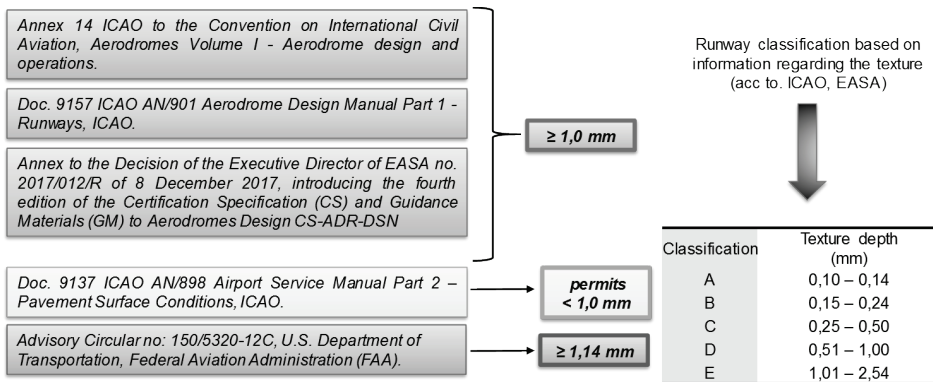 Annex 14 ICAO to the Convention on International Civil
Aviation, Aerodromes Volume I - Aerodrome design and
operations.
Doc. 9157 ICAO AN/901 Aerodrome Design Manual Part 1 -
Runways, ICAO.
Annex to the Decision of the Executive Director of EASA no.
2017/012/R of 8 December 2017, introducing the fourth
edition of the Certification Specification (CS) and Guidance
Materials (GM) to Aerodromes Design CS-ADR-DSN
≥ 1,0 mm
Doc. 9137 ICAO AN/898 Airport Service Manual Part 2 –
Pavement Surface Conditions, ICAO.
permits
< 1,0 mm
Advisory Circular no: 150/5320-12C, U.S. Department of
Transportation, Federal Aviation Administration (FAA).
≥ 1,14 mm
Runway classification based on
information regarding the texture
(acc to. ICAO, EASA)
Classification
Texture depth
(mm)
A 0,10 – 0,14
B 0,15 – 0,24
C 0,25 – 0,50
D 0,51 – 1,00
E 1,01 – 2,54